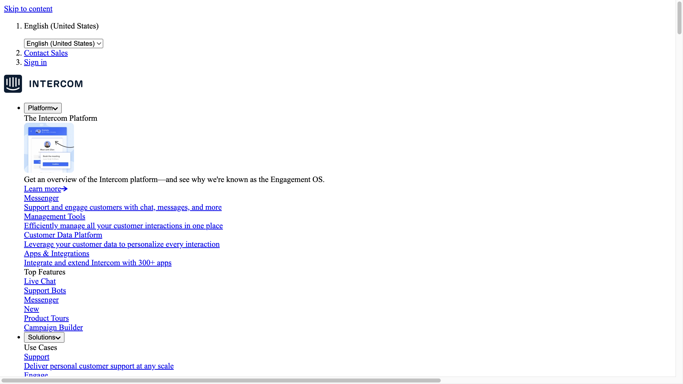 Skip to content
1. English (United States)
English (United States)
2. Contact Sales
3. Sign in
INTERCOM
Platform
The Intercom Platform
Get an overview of the Intercom platform—and see why we're known as the Engagement OS.
Learn more
Messenger
Support and engage customers with chat, messages, and more
Management Tools
Efficiently manage all your customer interactions in one place
Customer Data Platform
Leverage your customer data to personalize every interaction
Apps & Integrations
Integrate and extend Intercom with 300+ apps
Top Features
Live Chat
Support Bots
Messenger
New
Product Tours
Campaign Builder
Solutions
Use Cases
Support
Deliver personal customer support at any scale
Engage